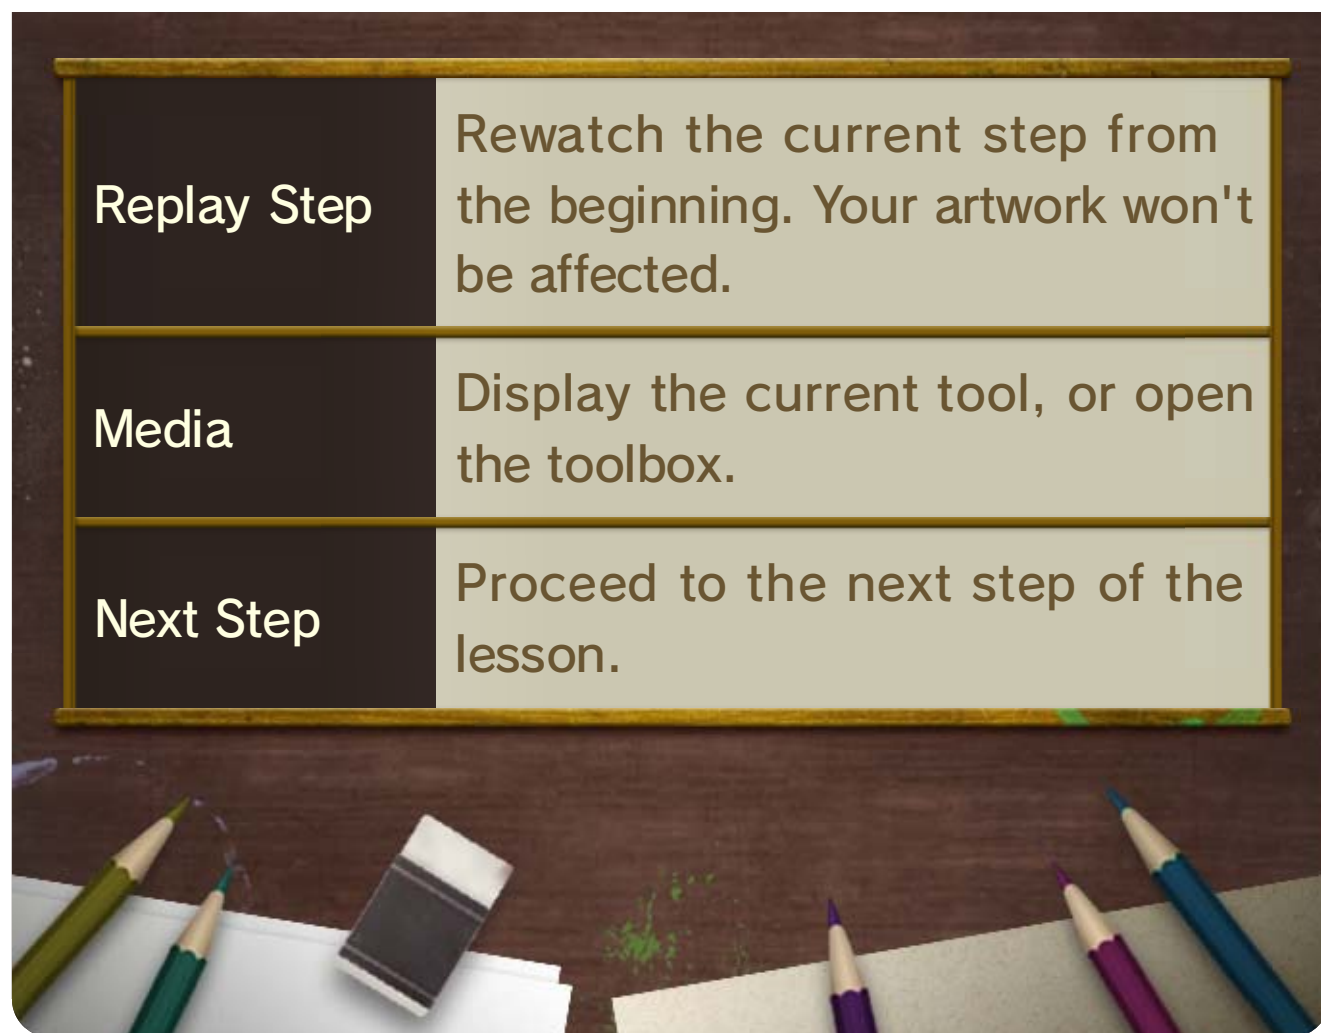 Replay Step
Rewatch the current step from
the beginning. Your artwork won't
be affected.
Media
Display the current tool, or open
the toolbox.
Next Step
Proceed to the next step of the
lesson.